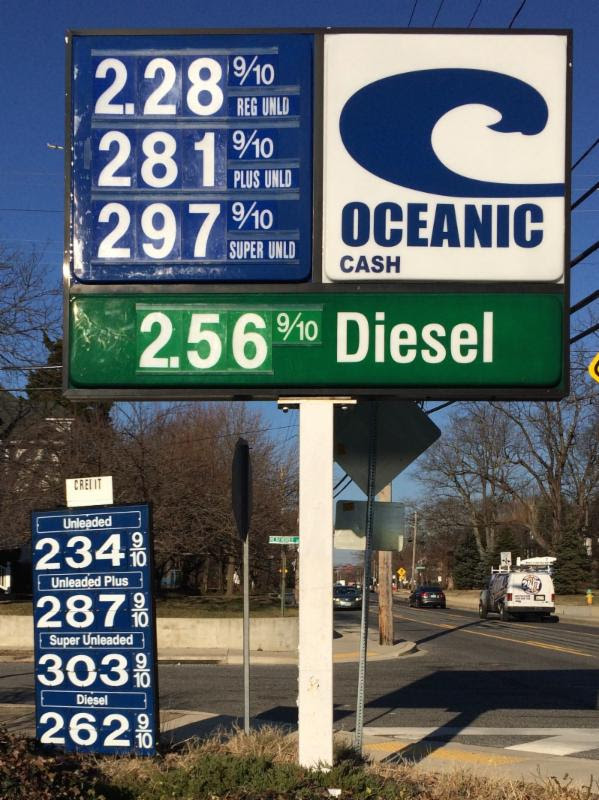 2.28 9/10
REG UNLD
281 9/10
PLUS UNLD
297 9/10
SUPER UNLD
OCEANIC
CASH
2.56 9/10 Diesel
CREIIT
Unleaded
234 9/10
Unleaded Plus
287 9/10
Super Unleaded
303 9/10
Diesel
262 9/10